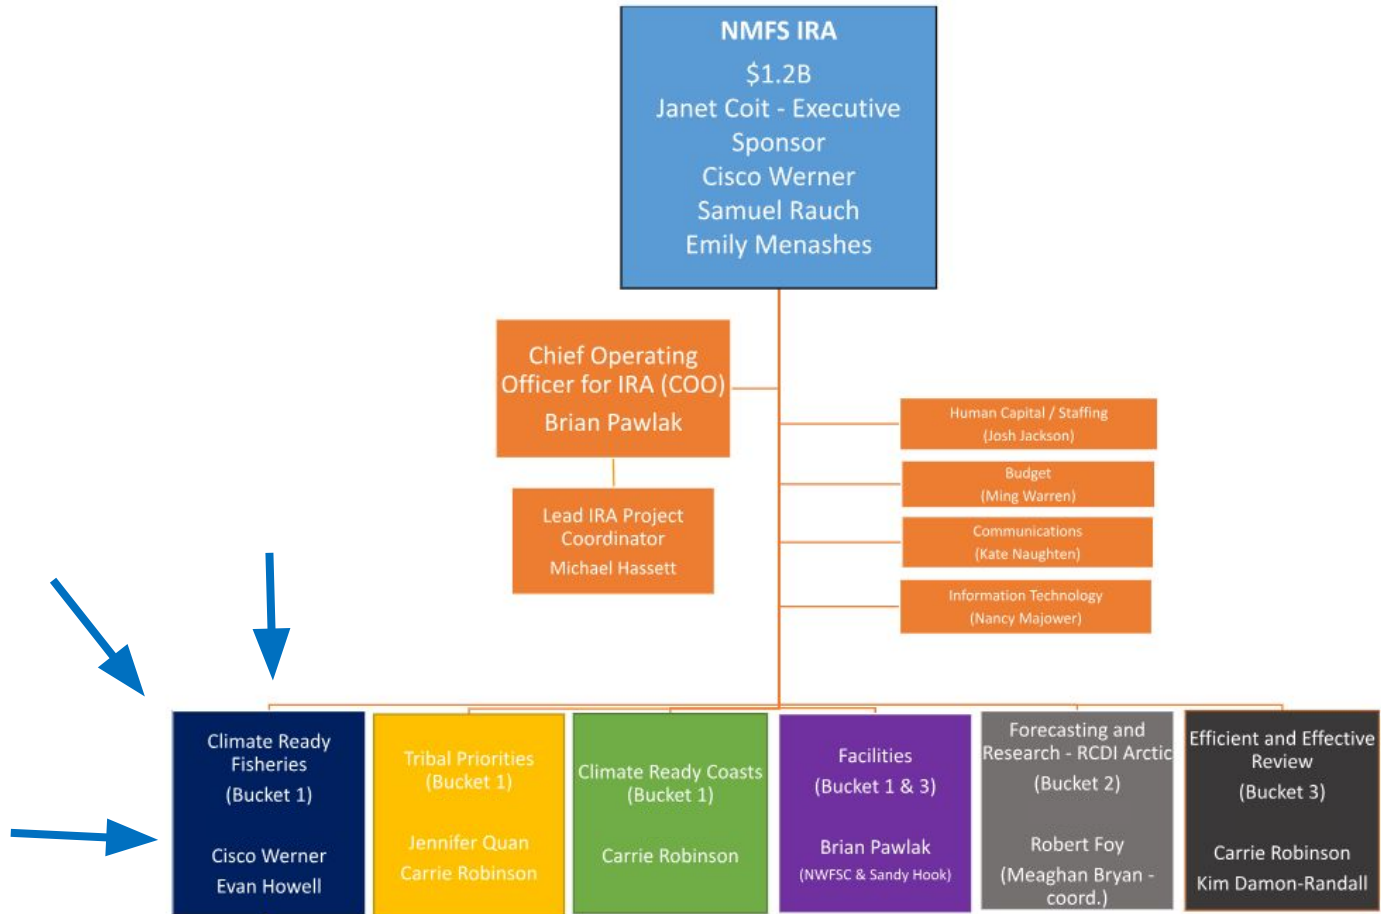 NMFS IRA
$1.2B
Janet Coit - Executive
Sponsor
Cisco Werner
Samuel Rauch
Emily Menashes
Chief Operating
Officer for IRA (COO)
Brian Pawlak
Lead IRA Project
Coordinator
Michael Hassett
Human Capital / Staffing
(Josh Jackson)
Budget
(Ming Warren)
Communications
(Kate Naughten)
Information Technology
(Nancy Majower)
Climate Ready
Fisheries
(Bucket 1)
Cisco Werner
Evan Howell
Tribal Priorities
(Bucket 1)
Jennifer Quan
Carrie Robinson
Climate Ready Coasts
(Bucket 1)
Carrie Robinson
Facilities
(Bucket 1 & 3)
Brian Pawlak
(NWFSC & Sandy Hook)
Forecasting and
Research - RCDI Arctic
(Bucket 2)
Robert Foy
(Meaghan Bryan -
coord.)
Efficient and Effective
Review
(Bucket 3)
Carrie Robinson
Kim Damon-Randall